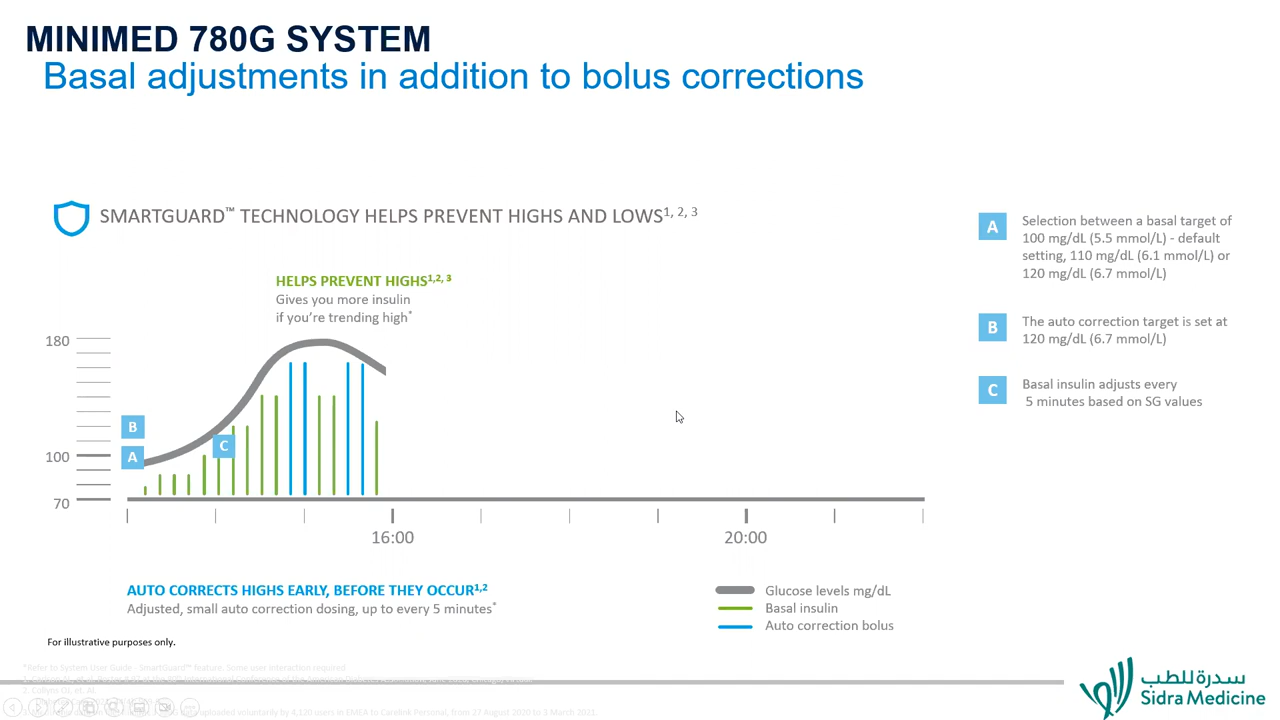 MINIMED 780G SYSTEM
Basal adjustments in addition to bolus corrections
SMARTGUARD™ TECHNOLOGY HELPS PREVENT HIGHS AND LOWS1, 2, 3
HELPS PREVENT HIGHS1,2, 3
Gives you more insulin
if you’re trending high*
180
100
70
B
A
C
16:00
20:00
A
Selection between a basal target of
100 mg/dL (5.5 mmol/L) - default
setting, 110 mg/dL (6.1 mmol/L) or
120 mg/dL (6.7 mmol/L)
B
The auto correction target is set at
120 mg/dL (6.7 mmol/L)
C
Basal insulin adjusts every
5 minutes based on SG values
AUTO CORRECTS HIGHS EARLY, BEFORE THEY OCCUR1,2
Adjusted, small auto correction dosing, up to every 5 minutes*
Glucose levels mg/dL
Basal insulin
Auto correction bolus
For illustrative purposes only.
*Refer to System User Guide - SmartGuard™ feature. Some user interaction required
2. Collyns OJ, et. Al.
uploaded voluntarily by 4,120 users in EMEA to CareLink Personal, from 27 August 2020 to 3 March 2021.
سدرة للطب
Sidra Medicine